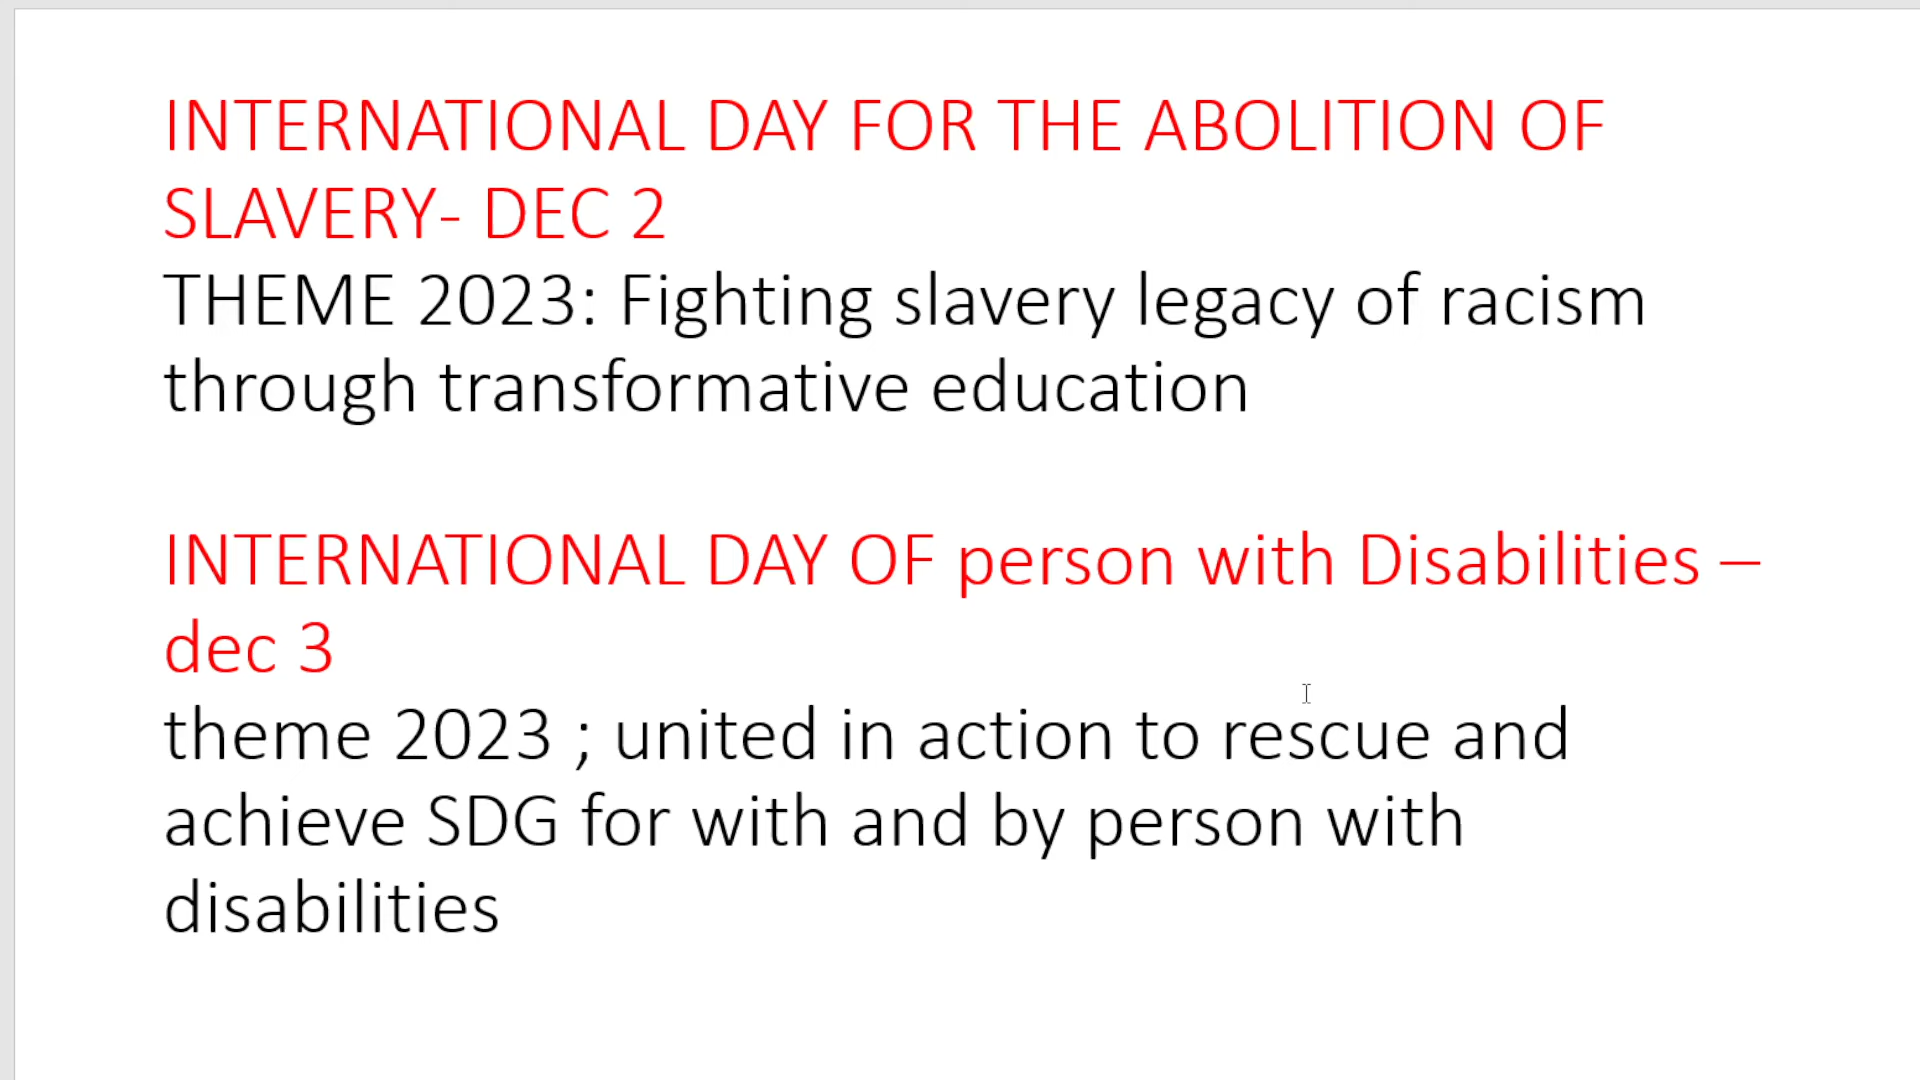 INTERNATIONAL DAY FOR THE ABOLITION OF
SLAVERY- DEC 2
THEME 2023: Fighting slavery legacy of racism
through transformative education
INTERNATIONAL DAY OF person with Disabilities –
dec 3
theme 2023 ; united in action to rescue and
achieve SDG for with and by person with
disabilities